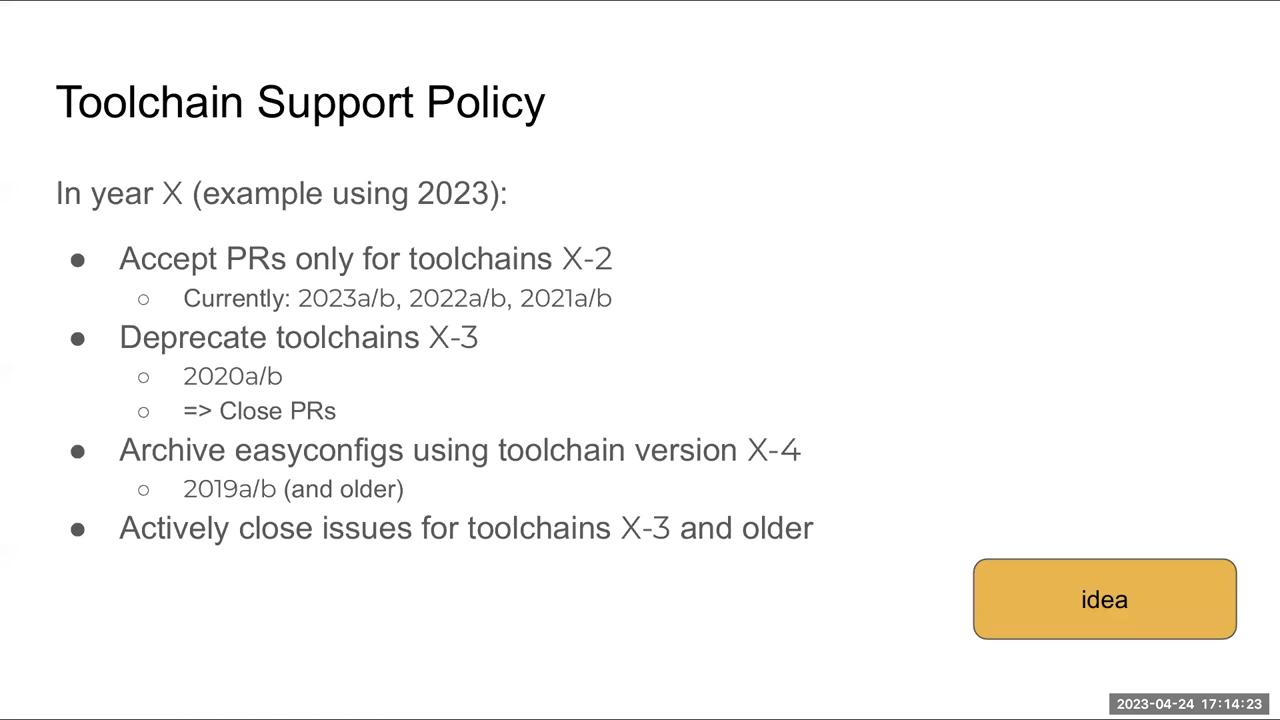 Toolchain Support Policy
In year X (example using 2023):
● Accept PRs only for toolchains X-2
○ Currently: 2023a/b, 2022a/b, 2021a/b
● Deprecate toolchains X-3
○ 2020a/b
○ => Close PRs
● Archive easyconfigs using toolchain version X-4
○ 2019a/b (and older)
● Actively close issues for toolchains X-3 and older
idea
2023-04-24 17:14:23